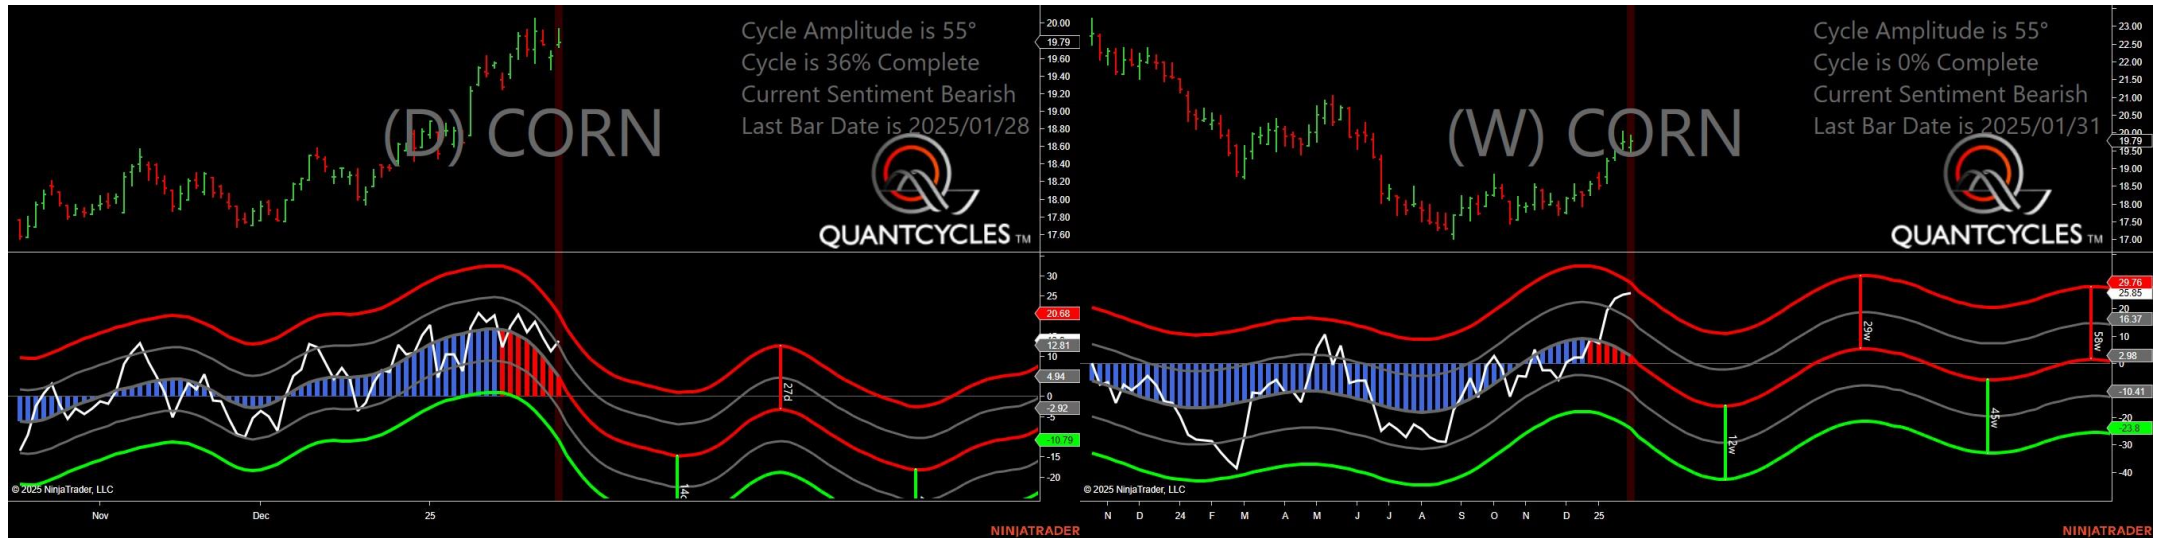 Cycle Amplitude is 55°
Cycle is 36% Complete
Current Sentiment Bearish
Last Bar Date is 2025/01/28
(D) CORN
QUANTCYCLES TM
20.00
19.79
19.60
19.40
19.20
19.00
18.80
18.60
18.40
18.20
18.00
17.80
17.60
30
25
20.68
12.81
10
4.94
0
-2.92
-5
-10.79
-15
-20
27d
© 2025 NinjaTrader, LLC
Nov
Dec
25
NINJATRADER
Cycle Amplitude is 55°
Cycle is 0% Complete
Current Sentiment Bearish
Last Bar Date is 2025/01/31
(W) CORN
QUANTCYCLES TM
23.00
22.50
22.00
21.50
21.00
20.50
20.00
19.79
19.50
19.00
18.50
18.00
17.50
17.00
29.76
25.85
20
16.37
10
2.98
0
-10.41
-20
-23.8
-30
-40
12w
29w
45w
58w
© 2025 NinjaTrader, LLC
N
D
24
F
M
A
M
J
J
A
S
O
N
D
25
NINJATRADER